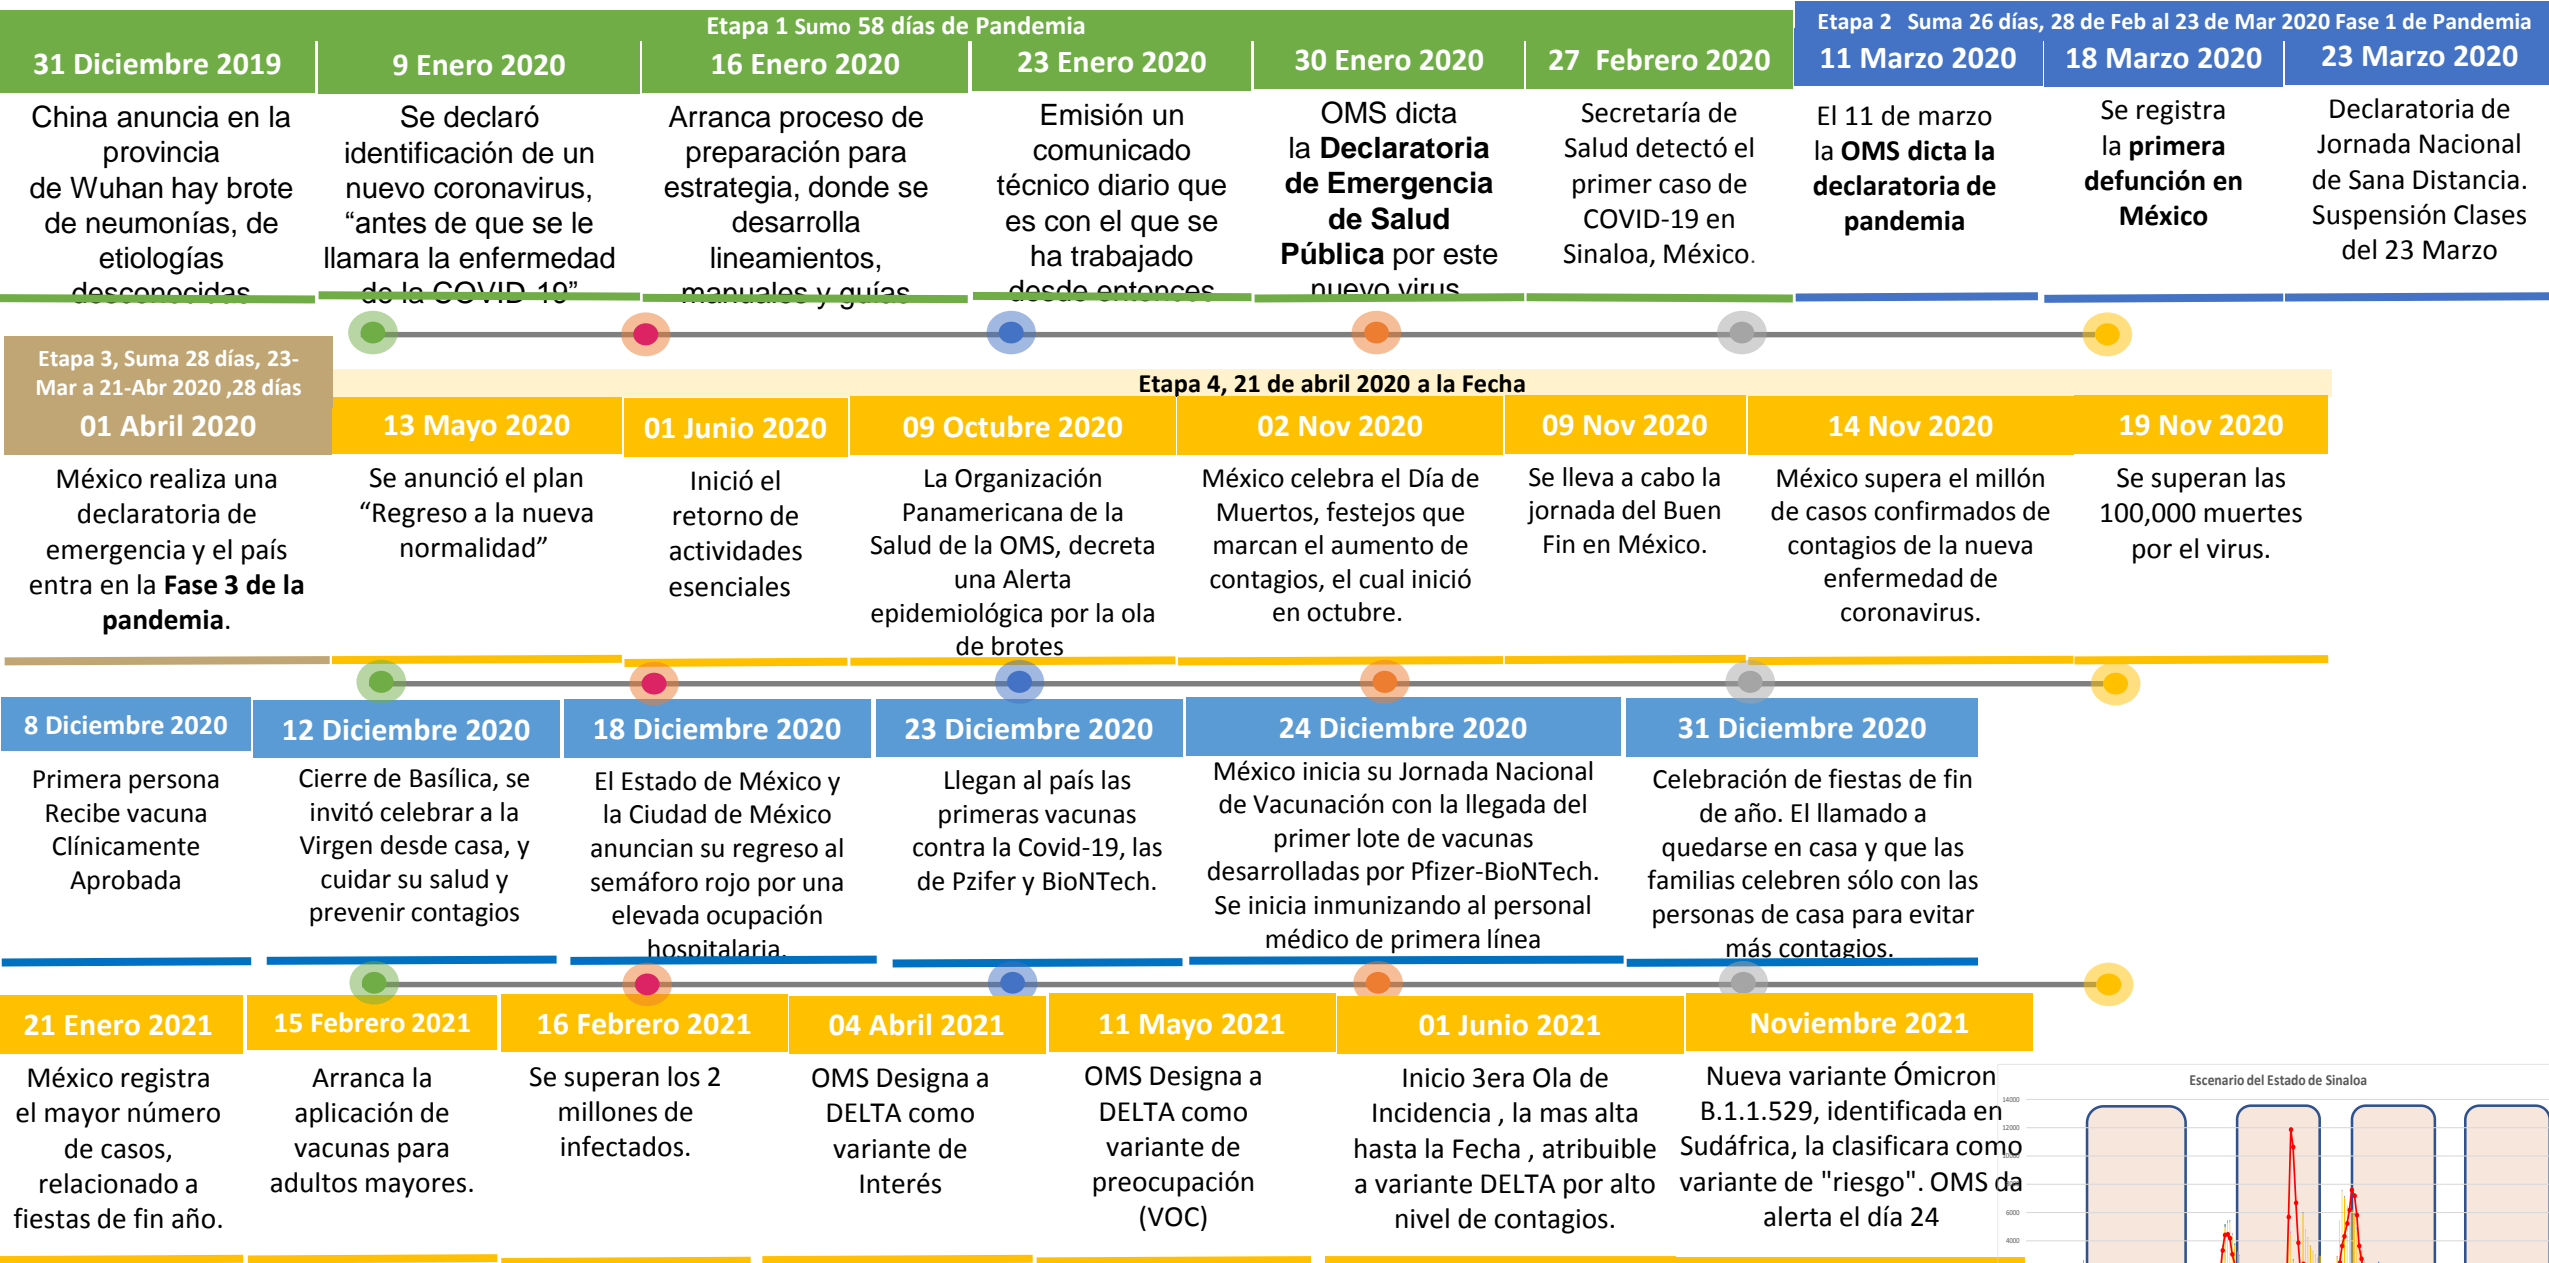 Etapa 1 Sumo 58 días de Pandemia
Etapa 2 Suma 26 días, 28 de Feb al 23 de Mar 2020 Fase 1 de Pandemia
31 Diciembre 2019
9 Enero 2020
16 Enero 2020
23 Enero 2020
30 Enero 2020
27 Febrero 2020
11 Marzo 2020
18 Marzo 2020
23 Marzo 2020
China anuncia en la
provincia
de Wuhan hay brote
de neumonías, de
etiologías
desconocidas
Se declaró
identificación de un
nuevo coronavirus,
“antes de que se le
llamara la enfermedad
de la COVID-19”
Arranca proceso de
preparación para
estrategia, donde se
desarrolla
lineamientos,
manuales y guías
Emisión un
comunicado
técnico diario que
es con el que se
ha trabajado
desde entonces
OMS dicta
la Declaratoria
de Emergencia
de Salud
Pública por este
nuevo virus
Secretaría de
Salud detectó el
primer caso de
COVID-19 en
Sinaloa, México.
El 11 de marzo
la OMS dicta la
declaratoria de
pandemia
Se registra
la primera
defunción en
México
Declaratoria de
Jornada Nacional
de Sana Distancia.
Suspensión Clases
del 23 Marzo
Etapa 3, Suma 28 días, 23-
Mar a 21-Abr 2020 ,28 días
Etapa 4, 21 de abril 2020 a la Fecha
01 Abril 2020
13 Mayo 2020
01 Junio 2020
09 Octubre 2020
02 Nov 2020
09 Nov 2020
14 Nov 2020
19 Nov 2020
México realiza una
declaratoria de
emergencia y el país
entra en la Fase 3 de la
pandemia.
Se anunció el plan
“Regreso a la nueva
normalidad”
Inició el
retorno de
actividades
esenciales
La Organización
Panamericana de la
Salud de la OMS, decreta
una Alerta
epidemiológica por la ola
de brotes
México celebra el Día de
Muertos, festejos que
marcan el aumento de
contagios, el cual inició
en octubre.
Se lleva a cabo la
jornada del Buen
Fin en México.
México supera el millón
de casos confirmados de
contagios de la nueva
enfermedad de
coronavirus.
Se superan las
100,000 muertes
por el virus.
8 Diciembre 2020
12 Diciembre 2020
18 Diciembre 2020
23 Diciembre 2020
24 Diciembre 2020
31 Diciembre 2020
Primera persona
Recibe vacuna
Clínicamente
Aprobada
Cierre de Basílica, se
invitó celebrar a la
Virgen desde casa, y
cuidar su salud y
prevenir contagios
El Estado de México y
la Ciudad de México
anuncian su regreso al
semáforo rojo por una
elevada ocupación
hospitalaria.
Llegan al país las
primeras vacunas
contra la Covid-19, las
de Pzifer y BioNTech.
México inicia su Jornada Nacional
de Vacunación con la llegada del
primer lote de vacunas
desarrolladas por Pfizer-BioNTech.
Se inicia inmunizando al personal
médico de primera línea
Celebración de fiestas de fin
de año. El llamado a
quedarse en casa y que las
familias celebren sólo con las
personas de casa para evitar
más contagios.
21 Enero 2021
15 Febrero 2021
16 Febrero 2021
04 Abril 2021
11 Mayo 2021
01 Junio 2021
Noviembre 2021
México registra
el mayor número
de casos,
relacionado a
fiestas de fin año.
Arranca la
aplicación de
vacunas para
adultos mayores.
Se superan los 2
millones de
infectados.
OMS Designa a
DELTA como
variante de
Interés
OMS Designa a
DELTA como
variante de
preocupación
(VOC)
Inicio 3era Ola de
Incidencia , la mas alta
hasta la Fecha , atribuible
a variante DELTA por alto
nivel de contagios.
Nueva variante Ómicron
B.1.1.529, identificada en
Sudáfrica, la clasificara como
variante de "riesgo". OMS da
alerta el día 24
Escenario del Estado de Sinaloa
14000
12000
10000
6000
4000